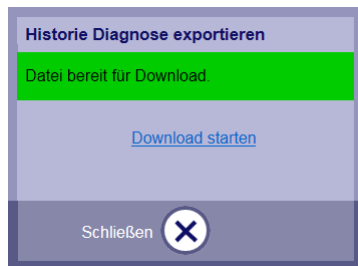 Historie Diagnose exportieren
Datei bereit für Download.
Download starten
Schließen